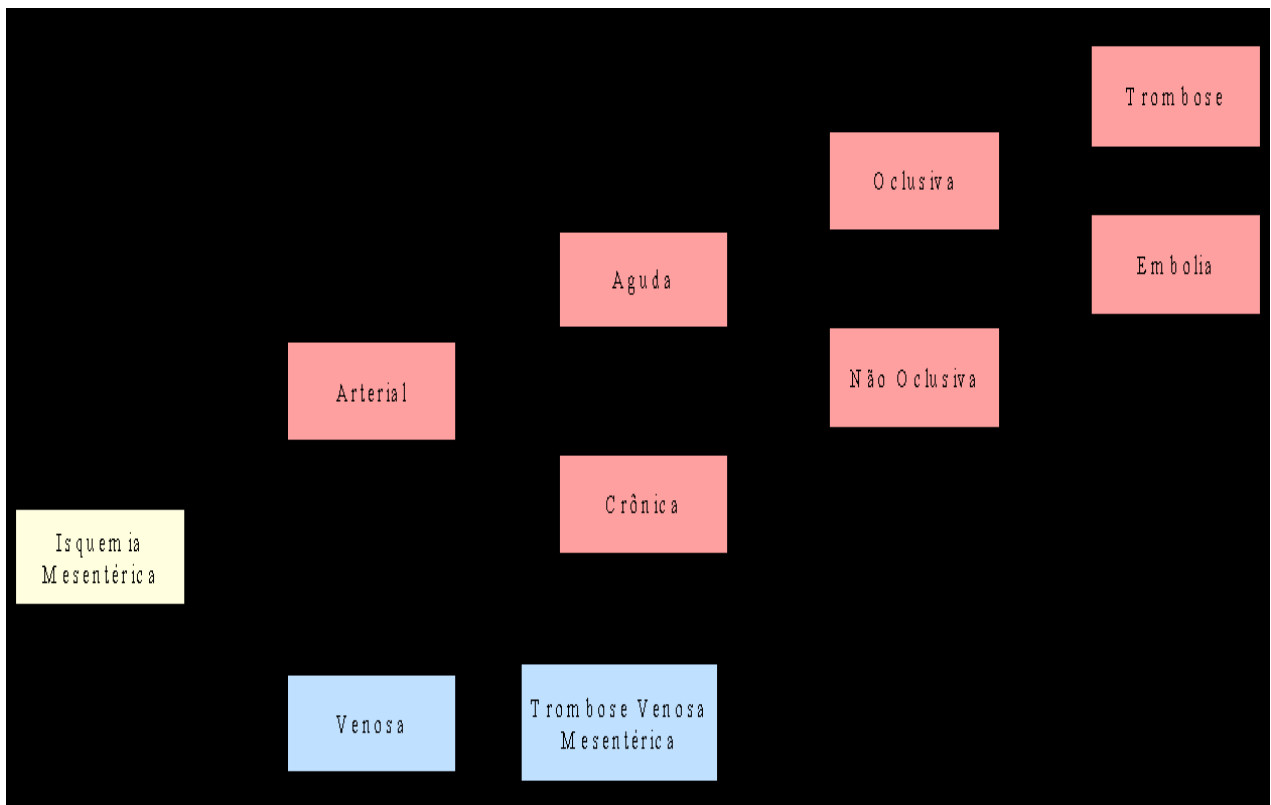 Trombose
Oclusiva
Embolia
Aguda
Não Oclusiva
Arterial
Crônica
Isquemia
Mesentérica
Venosa
Trombose Venosa
Mesentérica